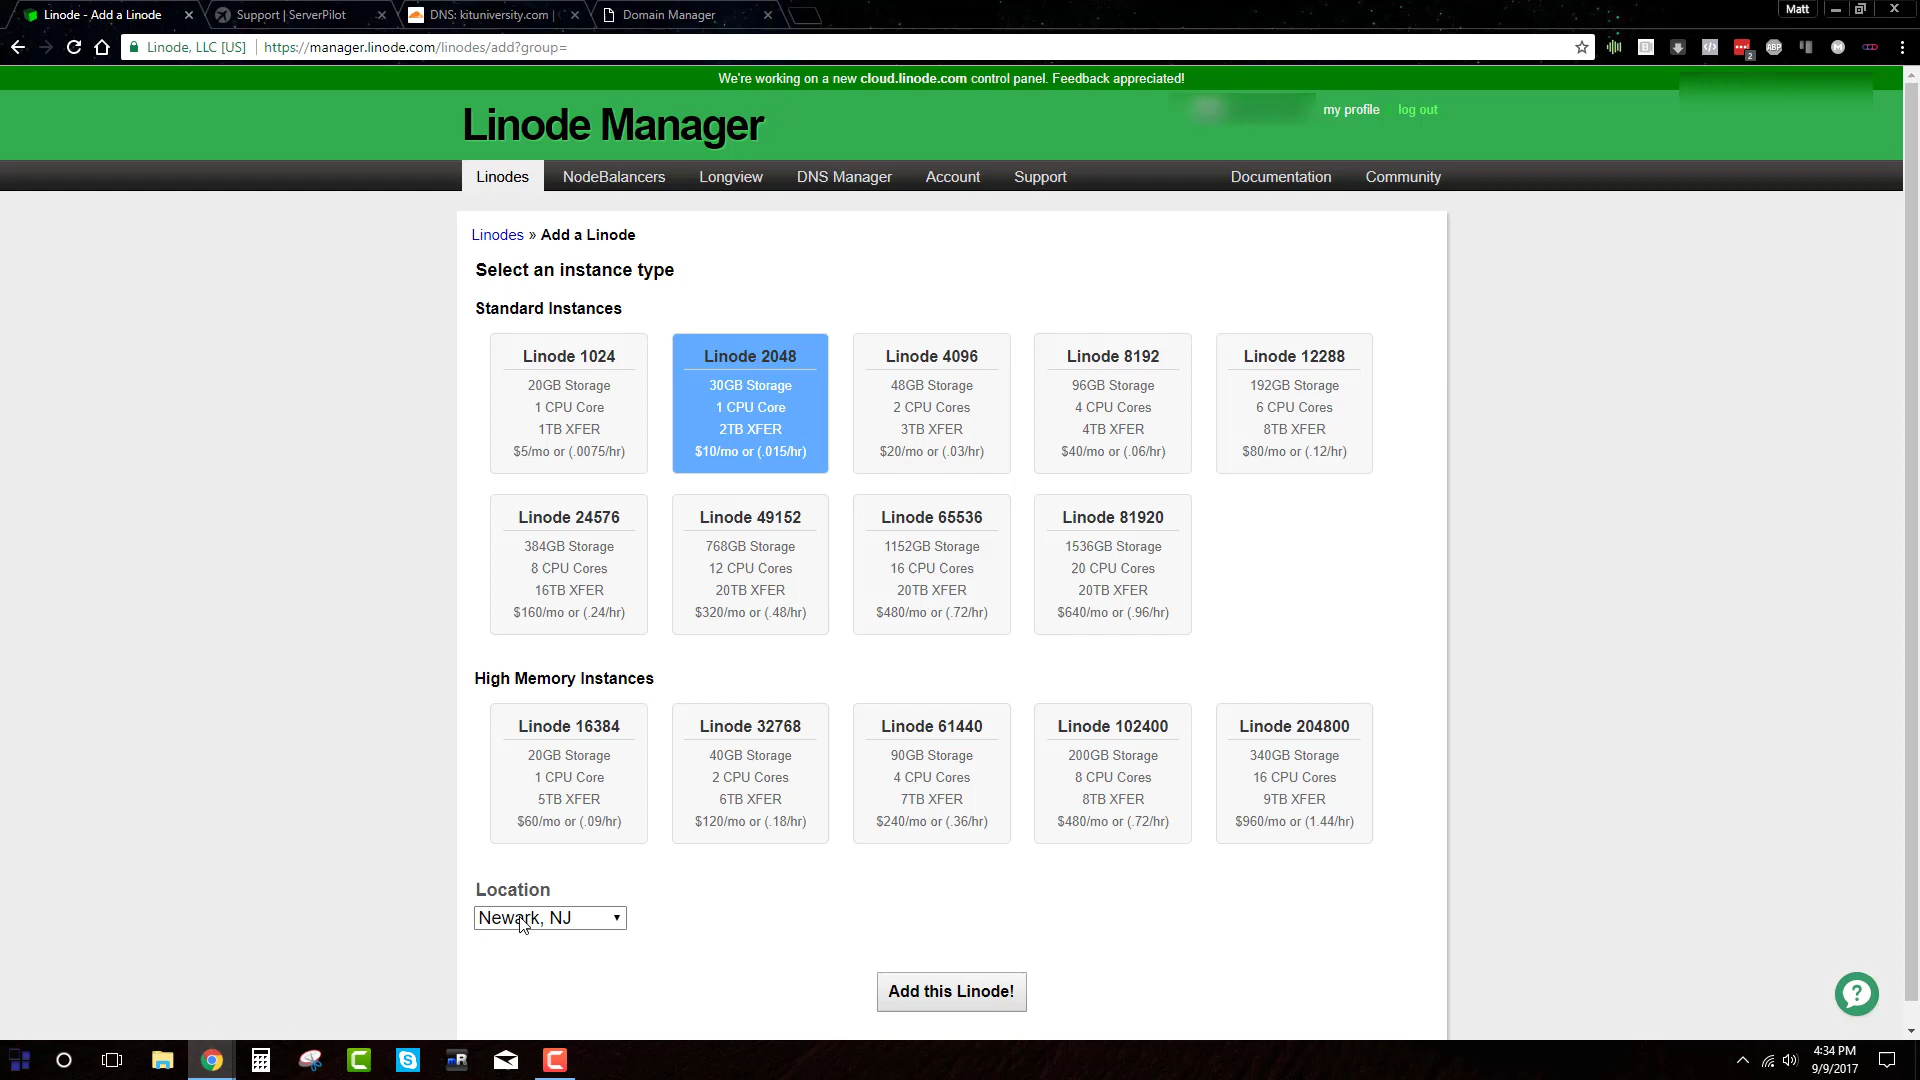 Linode - Add a Linode
Support | ServerPilot
DNS: kituniversity.com |
Domain Manager
Matt
Linode, LLC [US]
https://manager.linode.com/linodes/add?group=
2
ABP
We're working on a new cloud.linode.com control panel. Feedback appreciated!
Linode Manager
my profile
log out
Linodes
NodeBalancers
Longview
DNS Manager
Account
Support
Documentation
Community
Linodes » Add a Linode
Select an instance type
Standard Instances
Linode 1024
20GB Storage
1 CPU Core
1TB XFER
$5/mo or (.0075/hr)
Linode 2048
30GB Storage
1 CPU Core
2TB XFER
$10/mo or (.015/hr)
Linode 4096
48GB Storage
2 CPU Cores
3TB XFER
$20/mo or (.03/hr)
Linode 8192
96GB Storage
4 CPU Cores
4TB XFER
$40/mo or (.06/hr)
Linode 12288
192GB Storage
6 CPU Cores
8TB XFER
$80/mo or (.12/hr)
Linode 24576
384GB Storage
8 CPU Cores
16TB XFER
$160/mo or (.24/hr)
Linode 49152
768GB Storage
12 CPU Cores
20TB XFER
$320/mo or (.48/hr)
Linode 65536
1152GB Storage
16 CPU Cores
20TB XFER
$480/mo or (.72/hr)
Linode 81920
1536GB Storage
20 CPU Cores
20TB XFER
$640/mo or (.96/hr)
High Memory Instances
Linode 16384
20GB Storage
1 CPU Core
5TB XFER
$60/mo or (.09/hr)
Linode 32768
40GB Storage
2 CPU Cores
6TB XFER
$120/mo or (.18/hr)
Linode 61440
90GB Storage
4 CPU Cores
7TB XFER
$240/mo or (.36/hr)
Linode 102400
200GB Storage
8 CPU Cores
8TB XFER
$480/mo or (.72/hr)
Linode 204800
340GB Storage
16 CPU Cores
9TB XFER
$960/mo or (1.44/hr)
Location
Newark, NJ
Add this Linode!
4:34 PM
9/9/2017